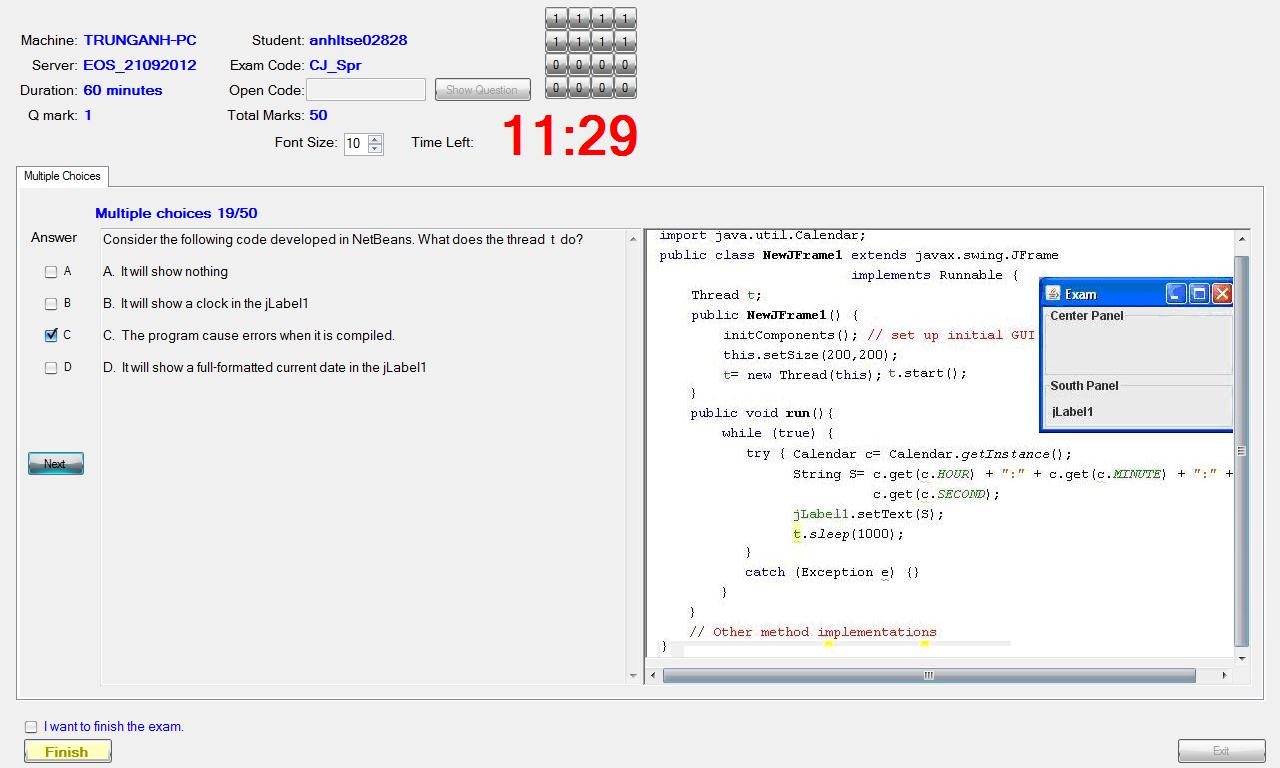 Machine: TRUNGANH-PC Student: anhltse02828
Server: EOS_21092012 Exam Code: CJ_Spr
Duration: 60 minutes Open Code: Show Question
Q mark: 1 Total Marks: 50
1 1 1 1
1 1 1 1
0 0 0 0
0 0 0 0
Font Size: 10 Time Left: 11:29
Multiple Choices
Multiple choices 19/50
Answer
A
B
C
D
Next
Consider the following code developed in NetBeans. What does the thread t do?
A. It will show nothing
B. It will show a clock in the jLabel1
C. The program cause errors when it is compiled.
D. It will show a full-formatted current date in the jLabel1
import java.util.Calendar;
public class NewJFrame1 extends javax.swing.JFrame
implements Runnable {
Thread t;
public NewJFrame1() {
initComponents(); // set up initial GUI
this.setSize(200,200);
t= new Thread(this); t.start();
}
public void run(){
while (true) {
try { Calendar c= Calendar.getInstance();
String S= c.get(c.HOUR) + ":" + c.get(c.MINUTE) + ":" +
c.get(c.SECOND);
jLabel1.setText(S);
t.sleep(1000);
}
catch (Exception e) {}
}
}
// Other method implementations
}
Exam
Center Panel
South Panel
jLabel1
I want to finish the exam.
Finish
Exit